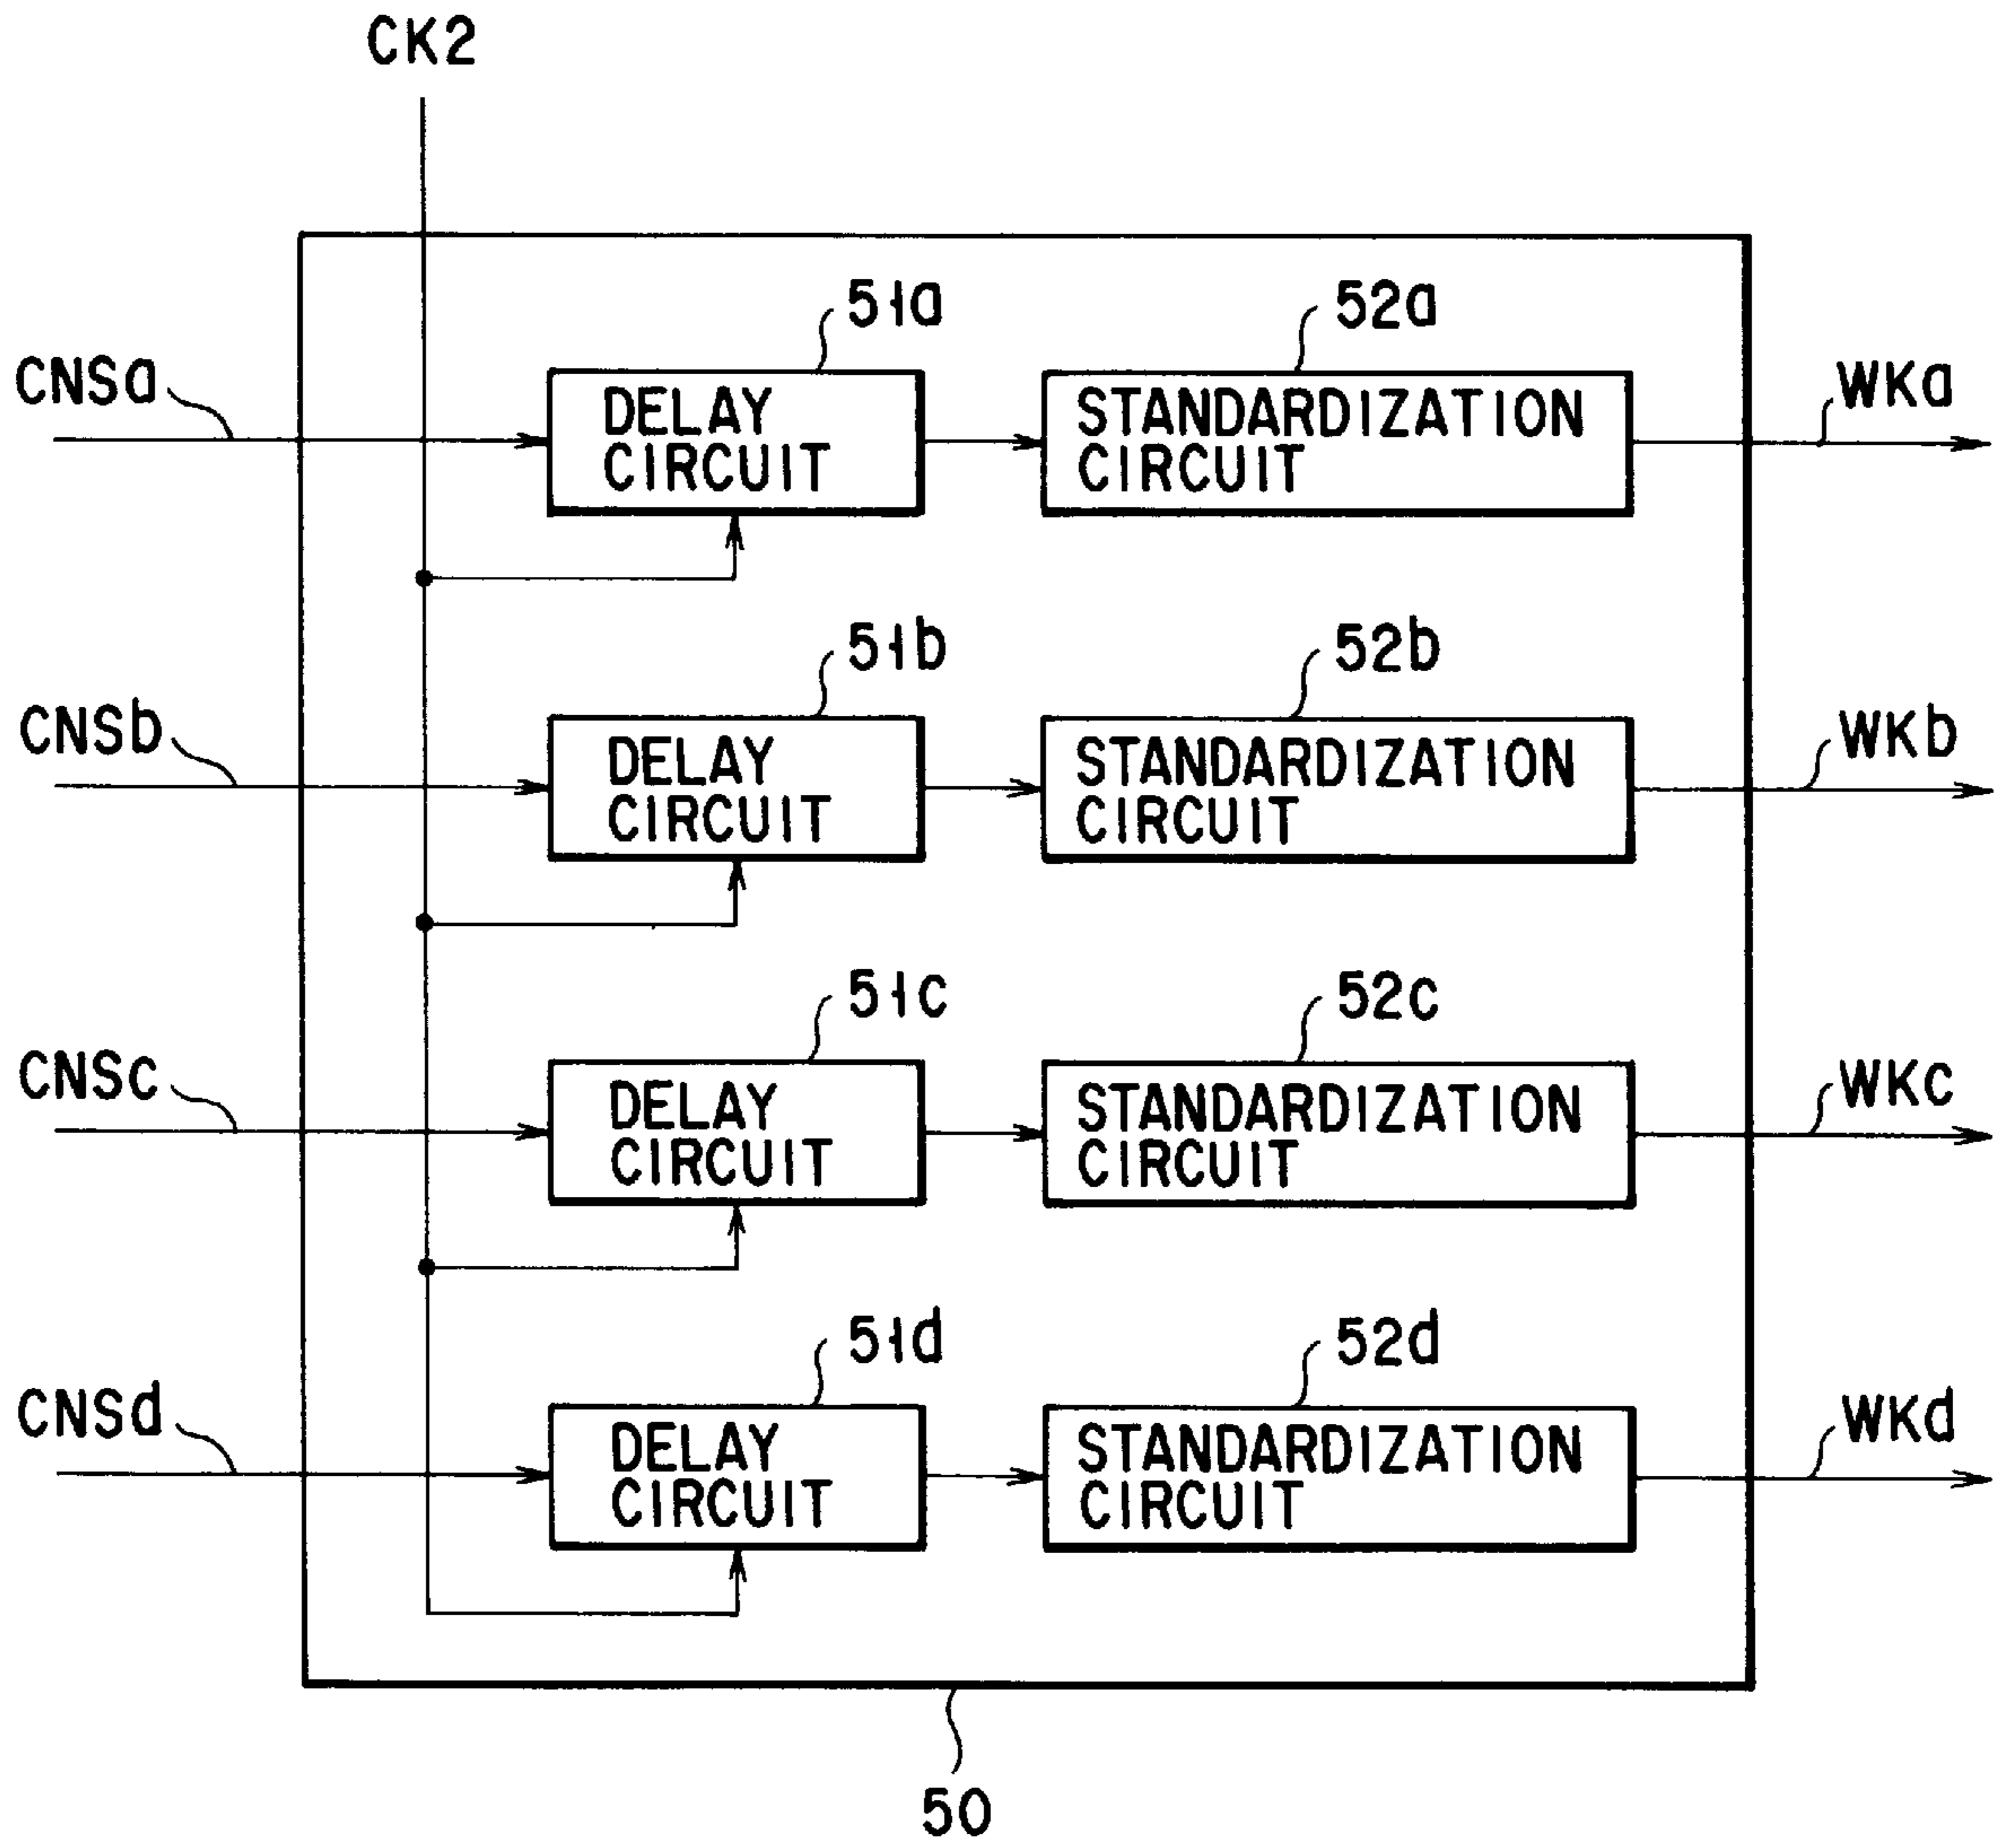 CK2
51a
52a
CNSa
DELAY
CIRCUIT
STANDARDIZATION
CIRCUIT
WKa
51b
52b
CNSb
DELAY
CIRCUIT
STANDARDIZATION
CIRCUIT
WKb
51c
52c
CNSc
DELAY
CIRCUIT
STANDARDIZATION
CIRCUIT
WKc
51d
52d
CNSd
DELAY
CIRCUIT
STANDARDIZATION
CIRCUIT
WKd
50